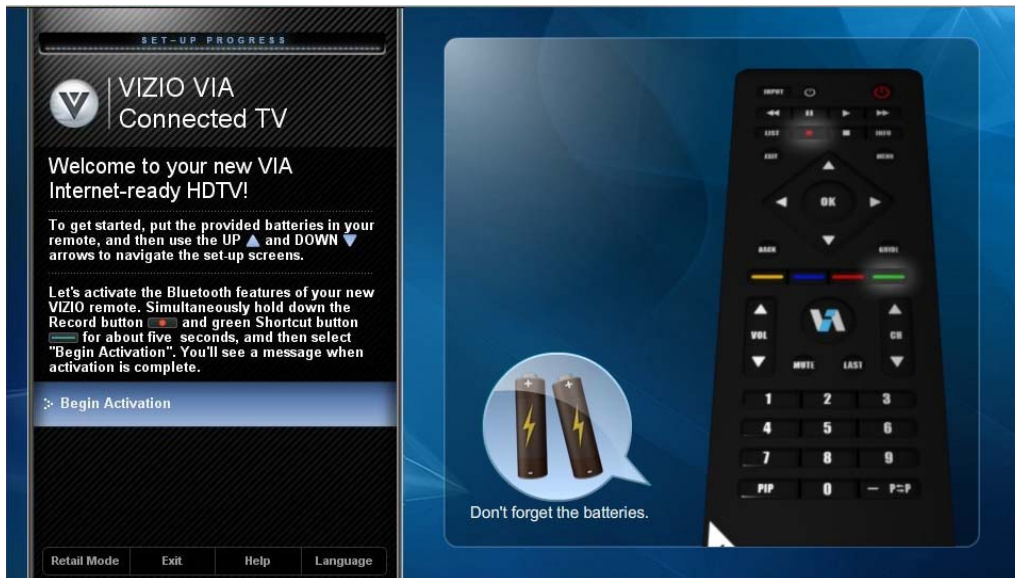 SET-UP PROGRESS
VIZIO VIA
Connected TV
Welcome to your new VIA
Internet-ready HDTV!
To get started, put the provided batteries in your
remote, and then use the UP and DOWN
arrows to navigate the set-up screens.
Let's activate the Bluetooth features of your new
VIZIO remote. Simultaneously hold down the
Record button and green Shortcut button
for about five seconds, amd then select
"Begin Activation". You'll see a message when
activation is complete.
Begin Activation
Retail Mode Exit Help Language
INPUT
LIST INFO
EXIT MENU
OK
BACK GUIDE
VOL CH
MUTE LAST
1 2 3
4 5 6
7 8 9
PIP 0 — P⇄P
Don't forget the batteries.